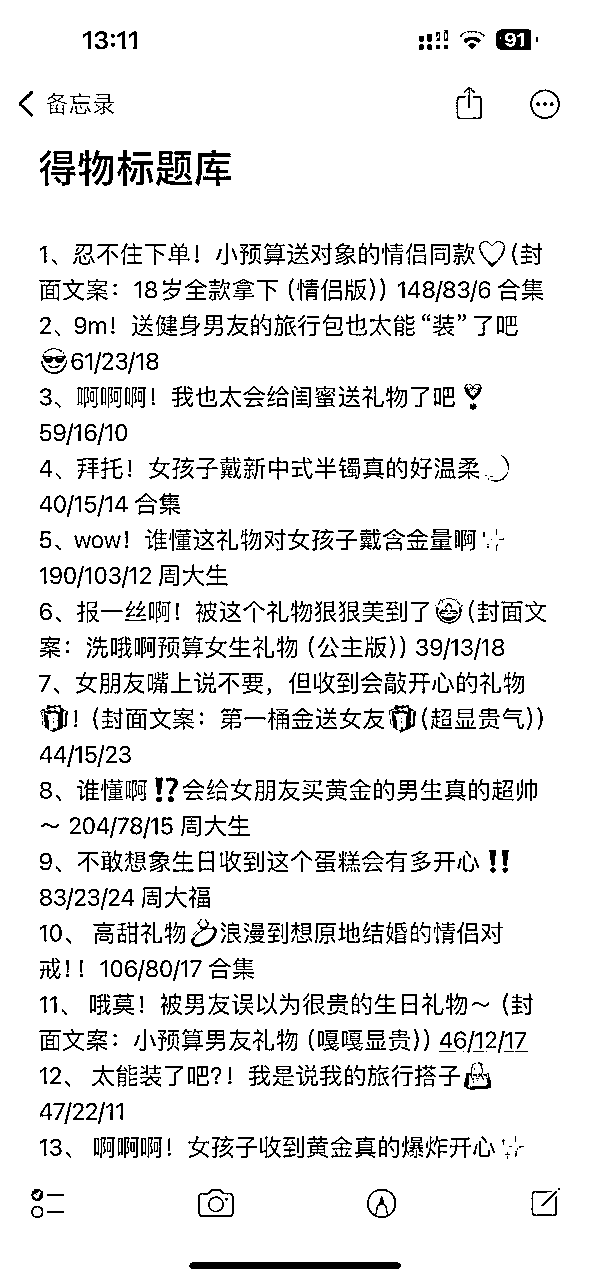 13:11
91
备忘录
得物标题库
1、忍不住下单！小预算送对象的情侣同款♡(封
面文案：18岁全款拿下 (情侣版)) 148/83/6 合集
2、9m！送健身男友的旅行包也太能“装”了吧
😎61/23/18
3、啊啊啊！我也太会给闺蜜送礼物了吧
59/16/10
4、拜托！女孩子戴新中式半镯真的好温柔
40/15/14 合集
5、wow！谁懂这礼物对女孩子戴含金量啊✨
190/103/12 周大生
6、报一丝啊！被这个礼物狠狠美到了(封面文
案：洗哦啊预算女生礼物 (公主版)) 39/13/18
7、女朋友嘴上说不要，但收到会敲开心的礼物
🎁！(封面文案：第一桶金送女友🎁(超显贵气))
44/15/23
8、谁懂啊⁉️会给女朋友买黄金的男生真的超帅
～ 204/78/15 周大生
9、不敢想象生日收到这个蛋糕会有多开心‼️
83/23/24 周大福
10、 高甜礼物💍浪漫到想原地结婚的情侣对
戒！！106/80/17 合集
11、 哦莫！被男友误以为很贵的生日礼物～ (封
面文案：小预算男友礼物 (嘎嘎显贵)) 46/12/17
12、 太能装了吧?！我是说我的旅行搭子
47/22/11
13、 啊啊啊！女孩子收到黄金真的爆炸开心✨